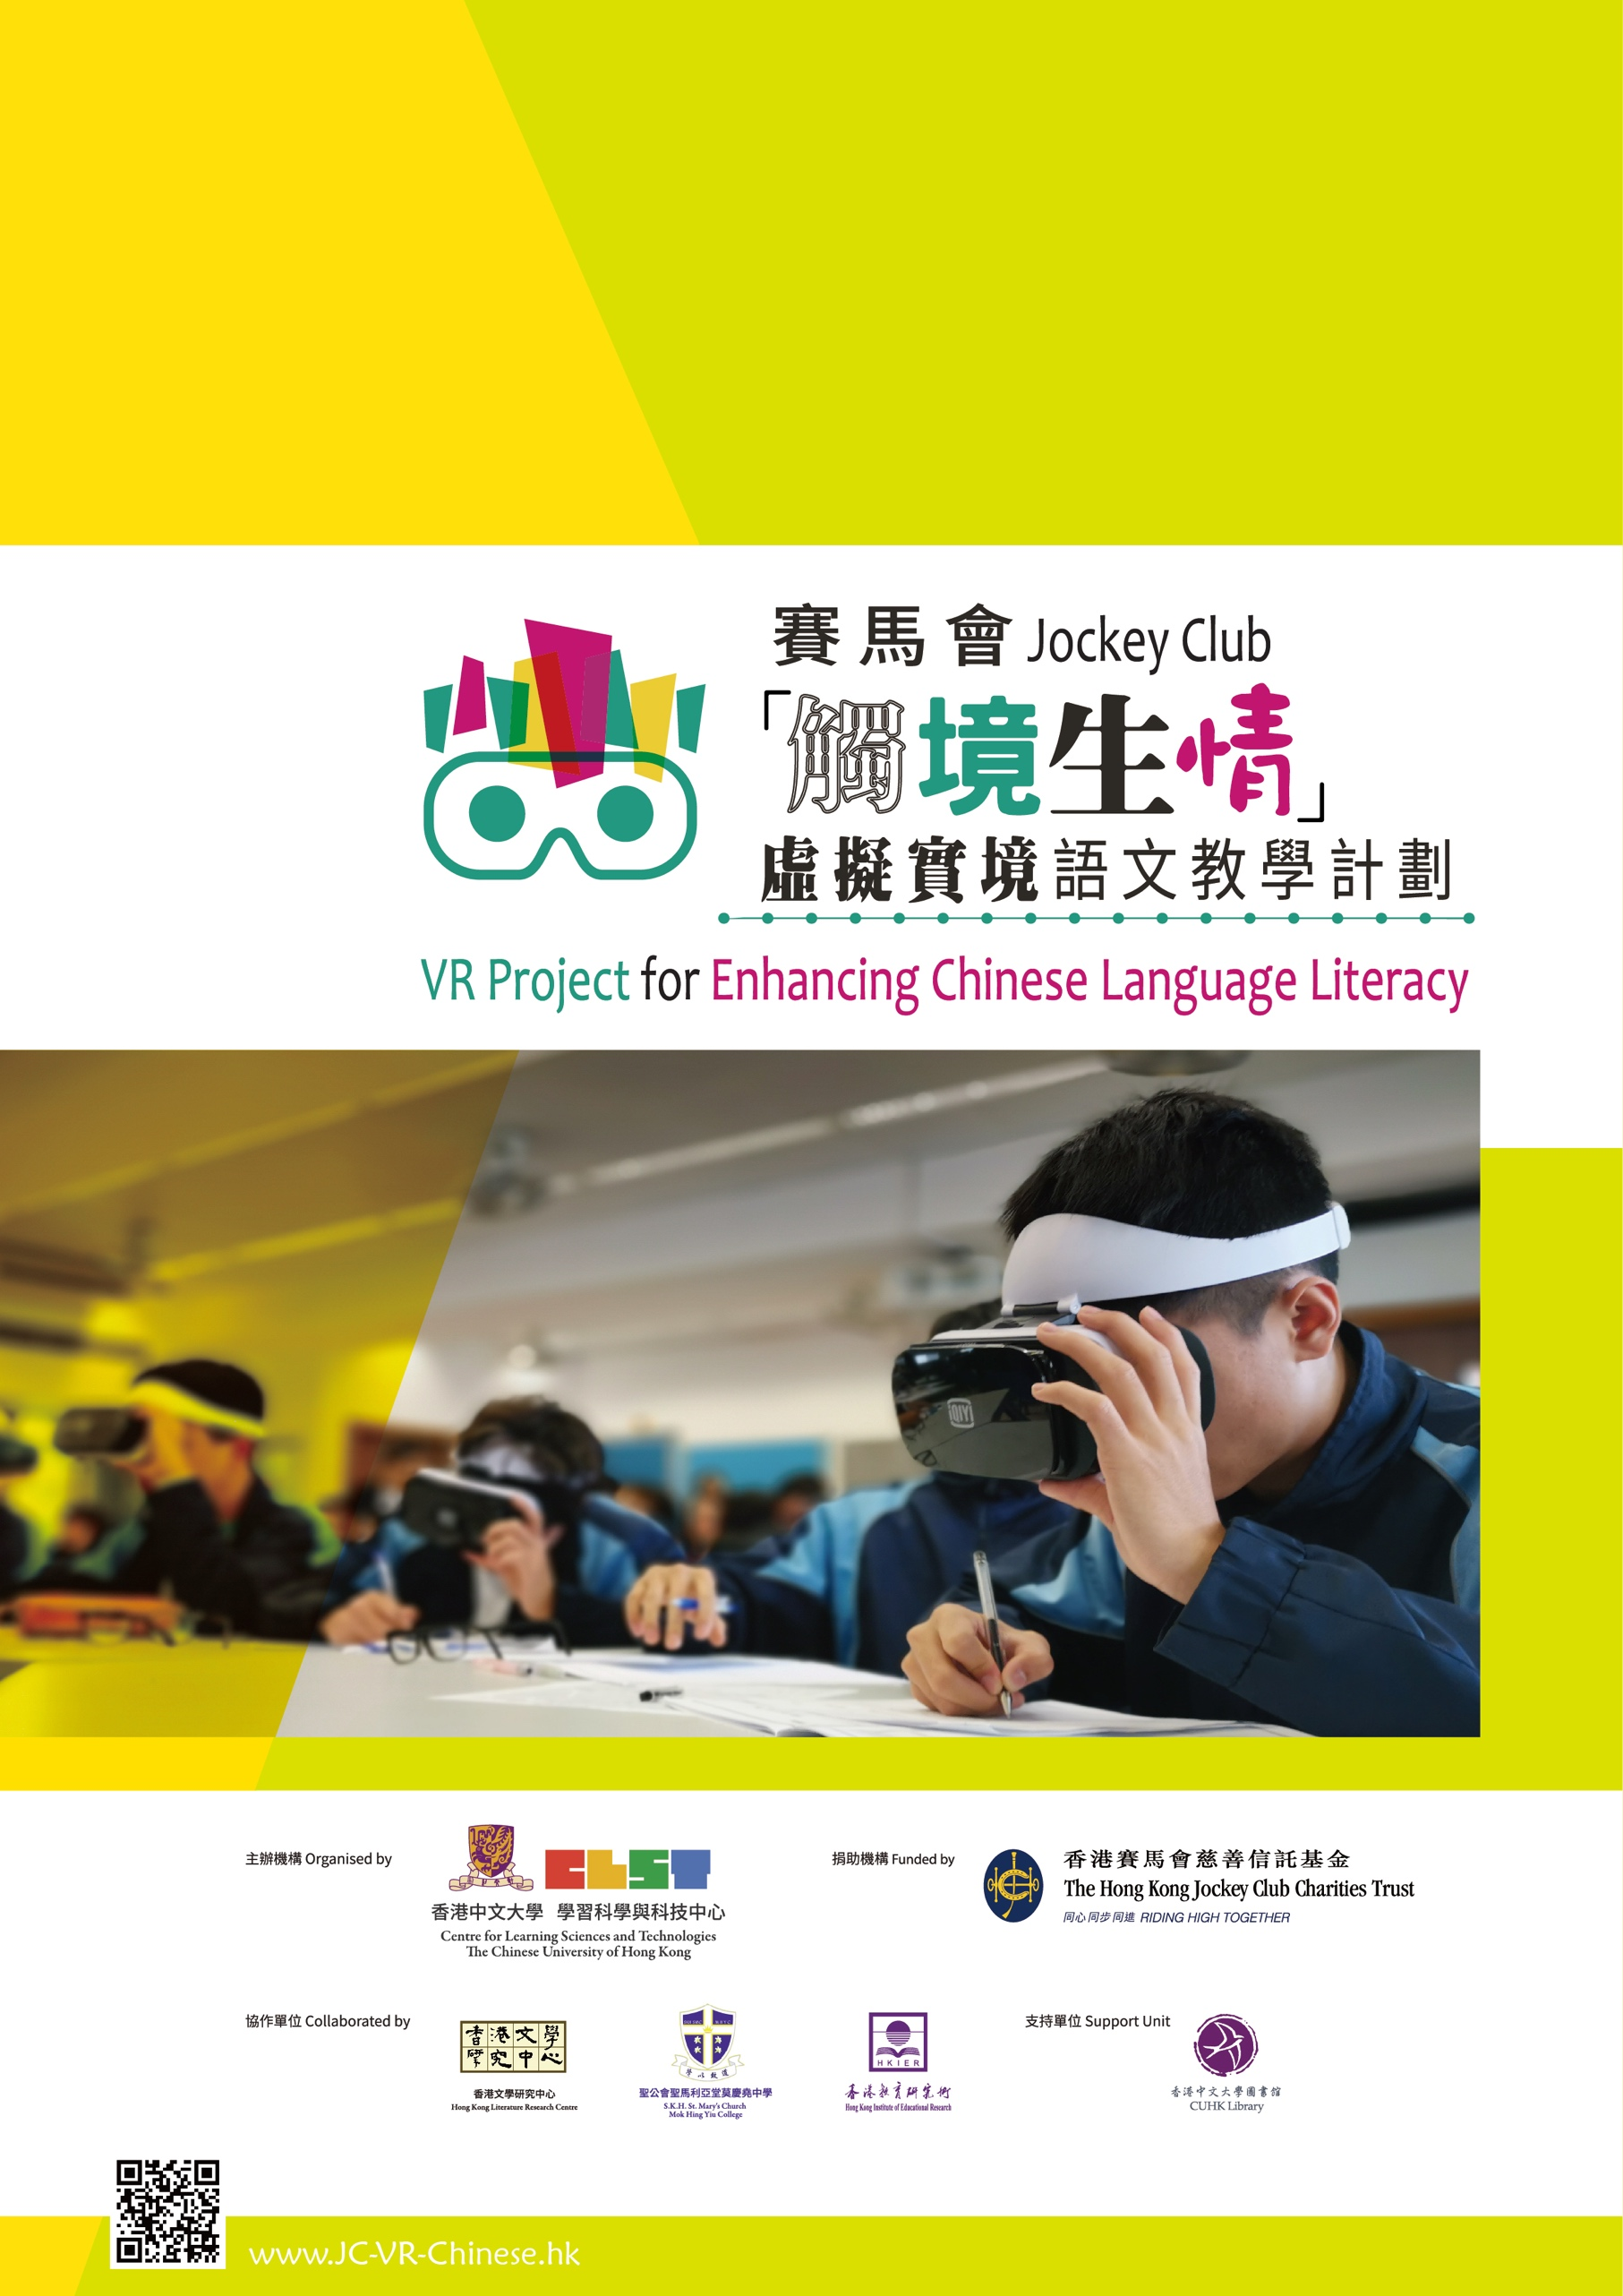 賽馬會 Jockey Club
「觸境生情」
虛擬實境語文教學計劃
VR Project for Enhancing Chinese Language Literacy
QIY
主辦機構 Organised by
CLST
香港中文大學 學習科學與科技中心
Centre for Learning Sciences and Technologies
The Chinese University of Hong Kong
捐助機構 Funded by
香港賽馬會慈善信託基金
The Hong Kong Jockey Club Charities Trust
同心同步同進 RIDING HIGH TOGETHER
協作單位 Collaborated by
香港文學
研究中心
香港文學研究中心
Hong Kong Literature Research Centre
聖公會聖馬利亞堂莫慶堯中學
S.K.H. St. Mary's Church
Mok Hing Yiu College
HKIER
香港教育研究所
Hong Kong Institute of Educational Research
支持單位 Support Unit
香港中文大學圖書館
CUHK Library
www.JC-VR-Chinese.hk